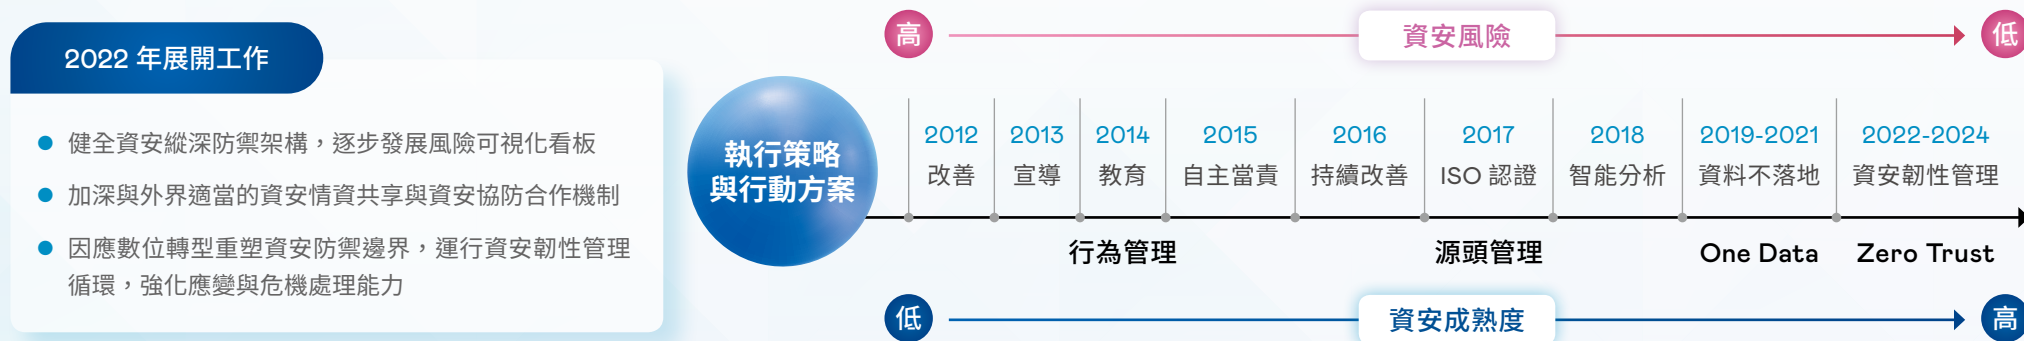 2022 年展開工作
● 健全資安縱深防禦架構，逐步發展風險可視化看板
● 加深與外界適當的資安情資共享與資安協防合作機制
● 因應數位轉型重塑資安防禦邊界，運行資安韌性管理
循環，強化應變與危機處理能力
執行策略
與行動方案
高 資安風險 低
2012 2013 2014 2015 2016 2017 2018 2019-2021 2022-2024
改善 宣導 教育 自主當責 持續改善 ISO 認證 智能分析 資料不落地 資安韌性管理
行為管理 源頭管理 One Data Zero Trust
低 資安成熟度 高